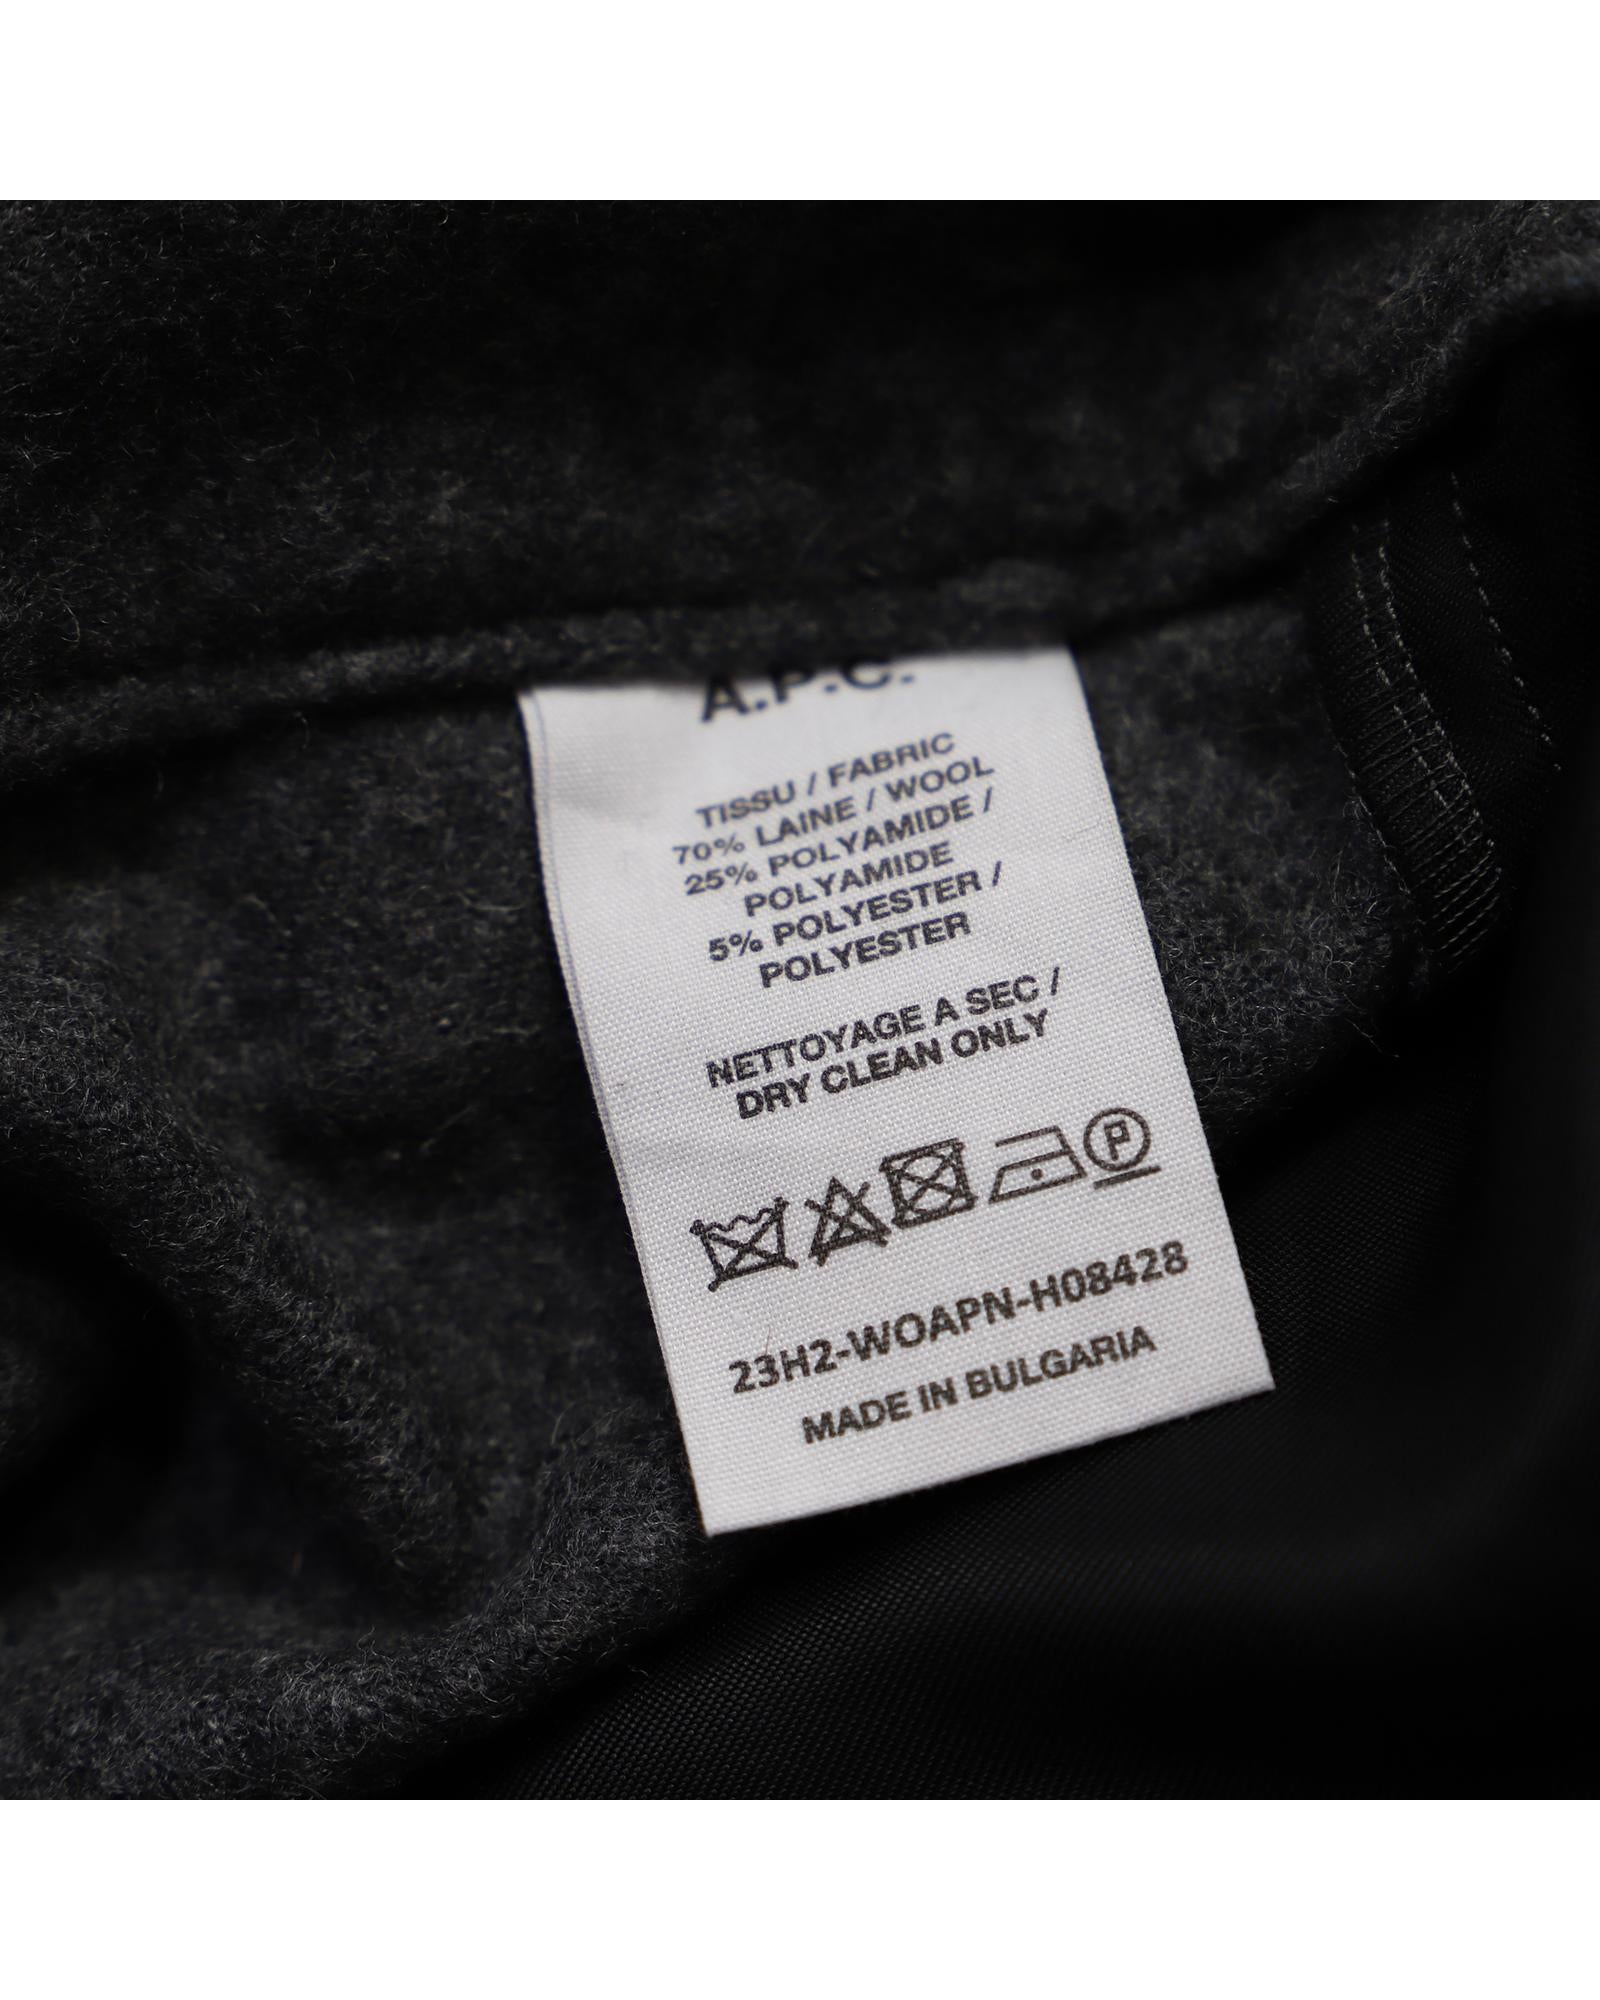 A.P.C.
TISSU / FABRIC
70% LAINE / WOOL
25% POLYAMIDE /
POLYAMIDE
5% POLYESTER /
POLYESTER
NETTOYAGE A SEC /
DRY CLEAN ONLY
P
23H2-WOAPN-H08428
MADE IN BULGARIA